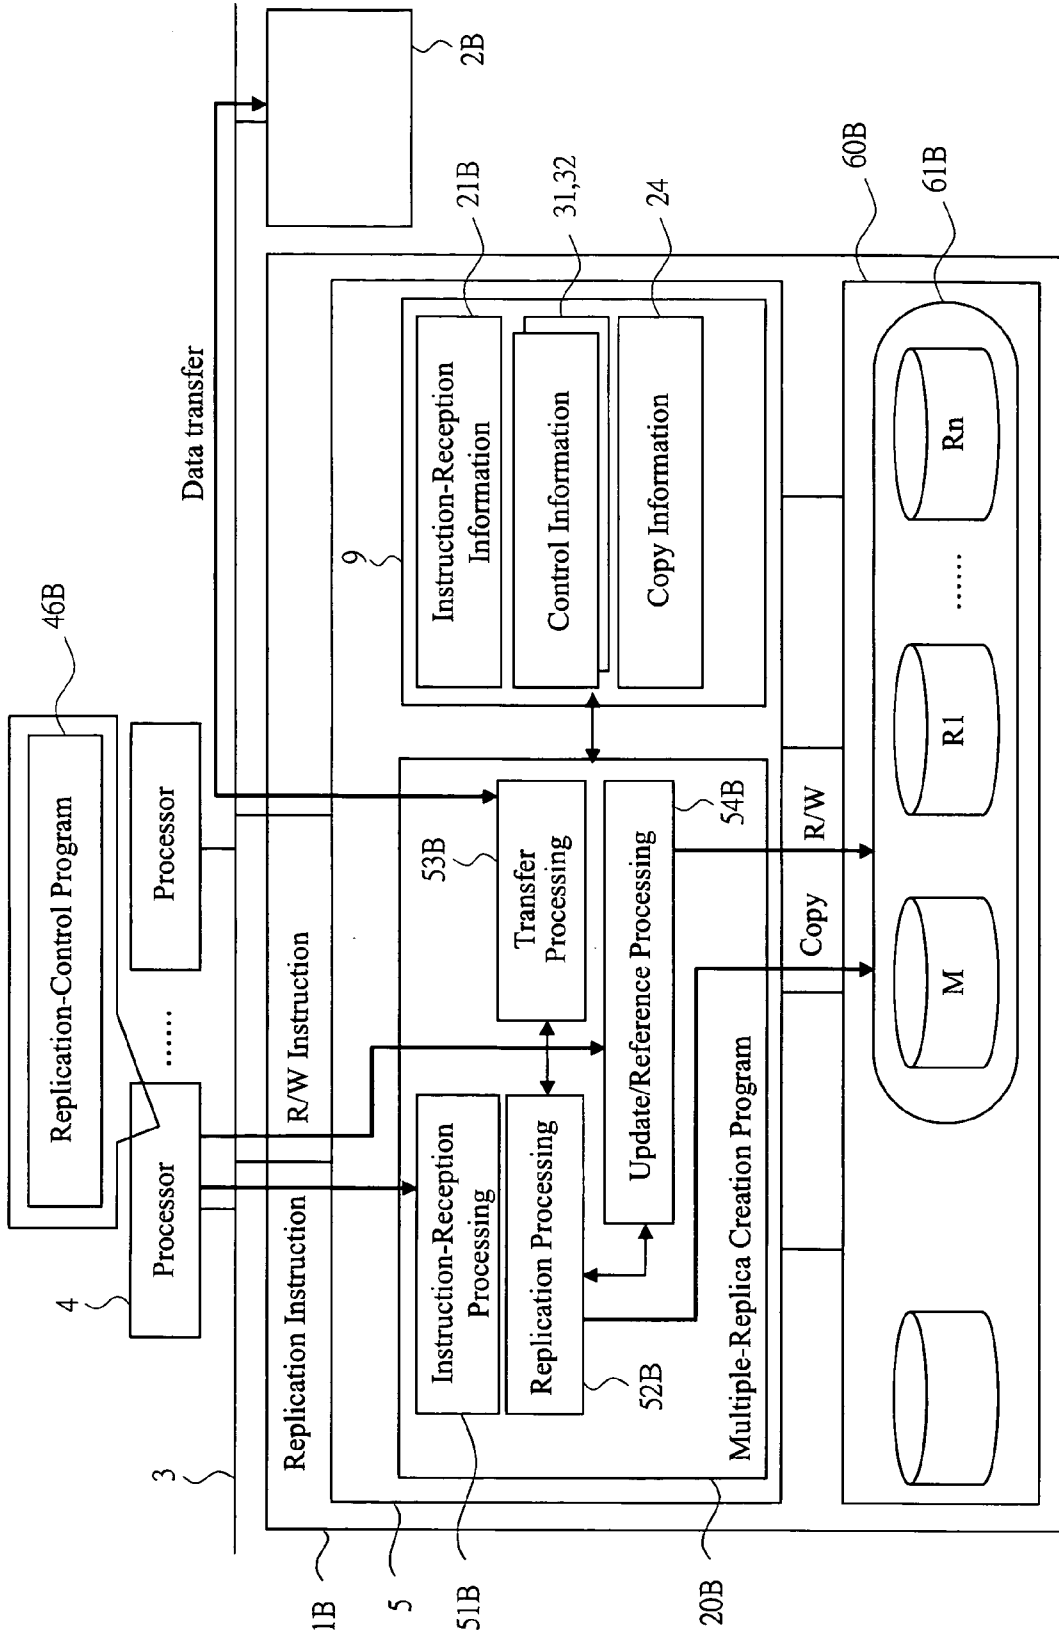 46B
Replication-Control Program
4
Processor
......
Processor
3
Data transfer
2B
1B
Replication Instruction
R/W Instruction
5
9
51B
Instruction-Reception
Processing
53B
Transfer
Processing
Instruction-Reception
Information
21B
Replication Processing
52B
Control Information
31,32
Update/Reference Processing
54B
Copy Information
24
20B
Multiple-Replica Creation Program
Copy
R/W
60B
61B
M
R1
......
Rn